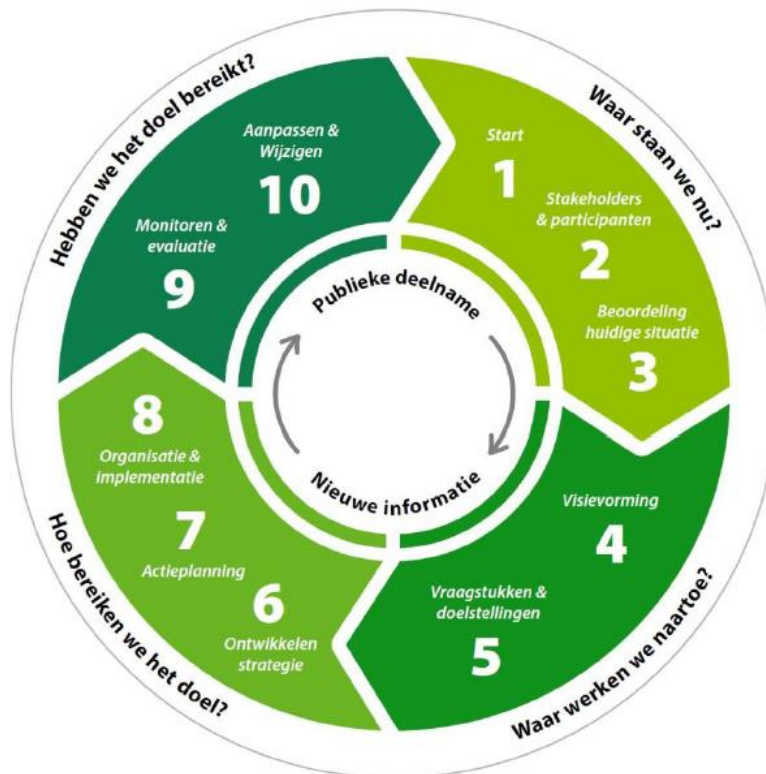 Waar staan we nu?
Start
1
Stakeholders
& participanten
2
Beoordeling
huidige situatie
3
Waar werken we naartoe?
Visievorming
4
Vraagstukken &
doelstellingen
5
Hoe bereiken we het doel?
6
Ontwikkelen
strategie
7
Actieplanning
8
Organisatie &
implementatie
Hebben we het doel bereikt?
Monitoren &
evaluatie
9
Aanpassen &
Wijzigen
10
Publieke deelname
Nieuwe informatie